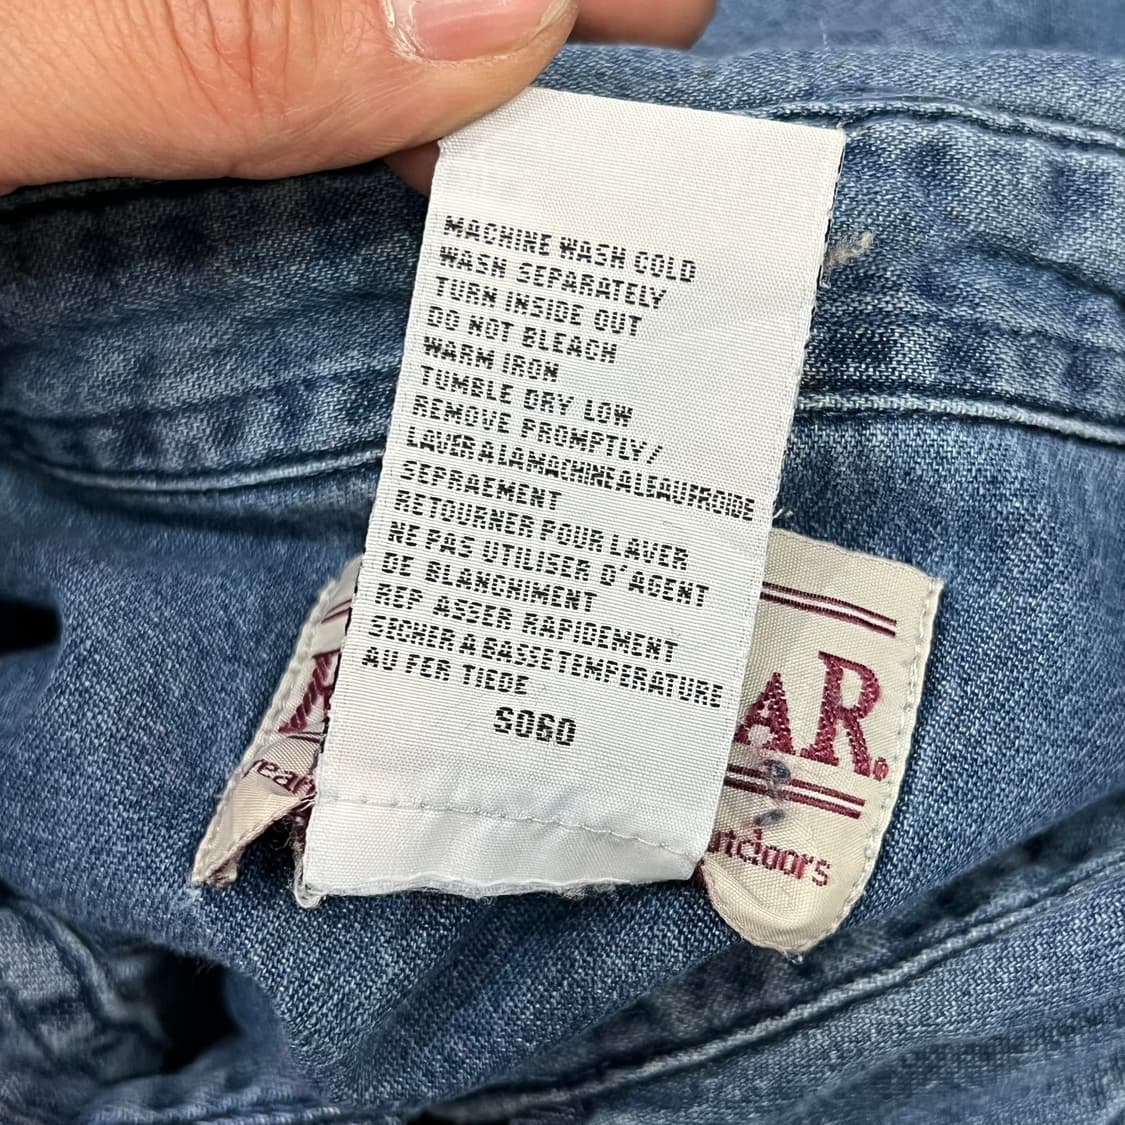 MACHINE WASH COLD
WASH SEPARATELY
TURN INSIDE OUT
DO NOT BLEACH
WARM IRON
TUMBLE DRY LOW
REMOVE PROMPTLY/
LAVER A LA MACHINE A LEAU FROIDE
SEPRAEMENT
RETOURNER POUR LAVER
NE PAS UTILISER D'AGENT
DE BLANCHIMENT
REP ASSER RAPIDEMENT
SECHER A BASSE TEMPERATURE
AU FER TIEDE
S060
AR.